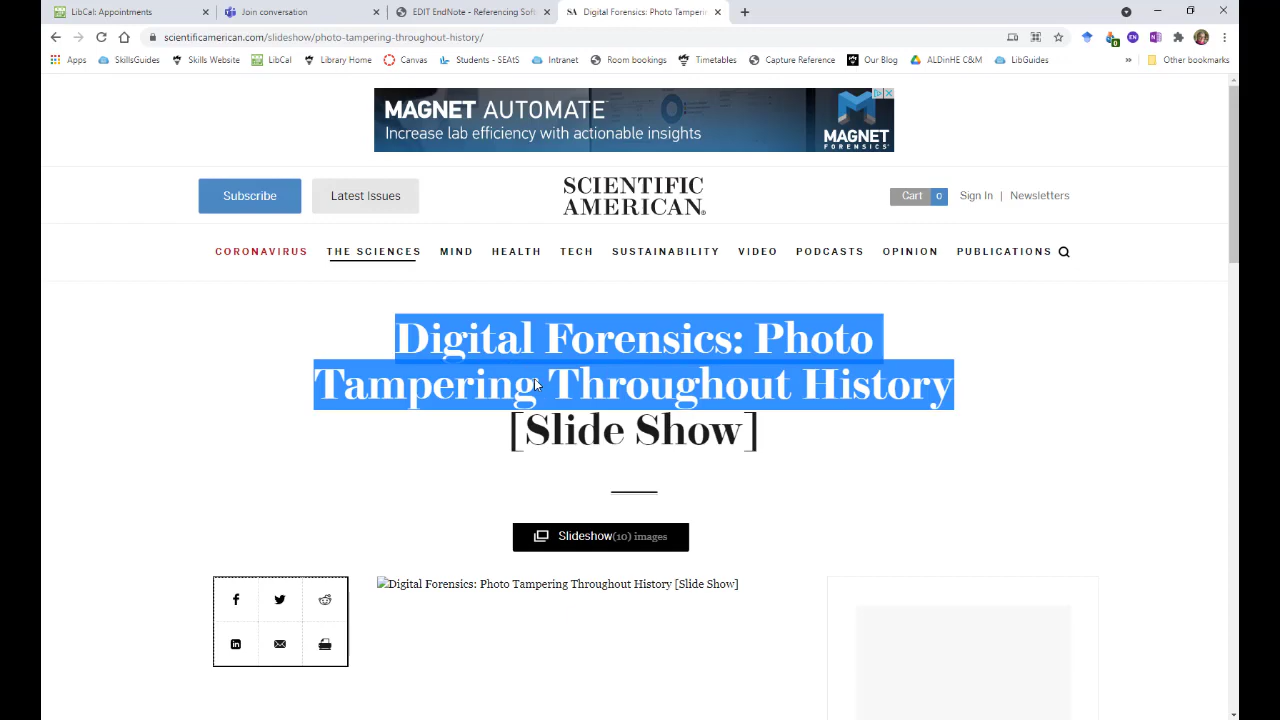 LibCal: Appointments
Join conversation
EDIT EndNote - Referencing Soft
SA Digital Forensics: Photo Tamperin
scientificamerican.com/slideshow/photo-tampering-throughout-history/
Apps
SkillsGuide
Skills Website
LibCal
Library Home
Canvas
Students - SEAtS
Intranet
Room bookings
Timetables
Capture Reference
Our Blog
ALDinHE C&M
LibGuides
»
Other bookmarks
MAGNET AUTOMATE™
Increase lab efficiency with actionable insights
MAGNET
FORENSICS®
Subscribe
Latest Issues
SCIENTIFIC
AMERICAN®
Cart 0
Sign In
Newsletters
CORONAVIRUS
THE SCIENCES
MIND
HEALTH
TECH
SUSTAINABILITY
VIDEO
PODCASTS
OPINION
PUBLICATIONS
Digital Forensics: Photo
Tampering Throughout History
[Slide Show]
Slideshow(10) images
Digital Forensics: Photo Tampering Throughout History [Slide Show]